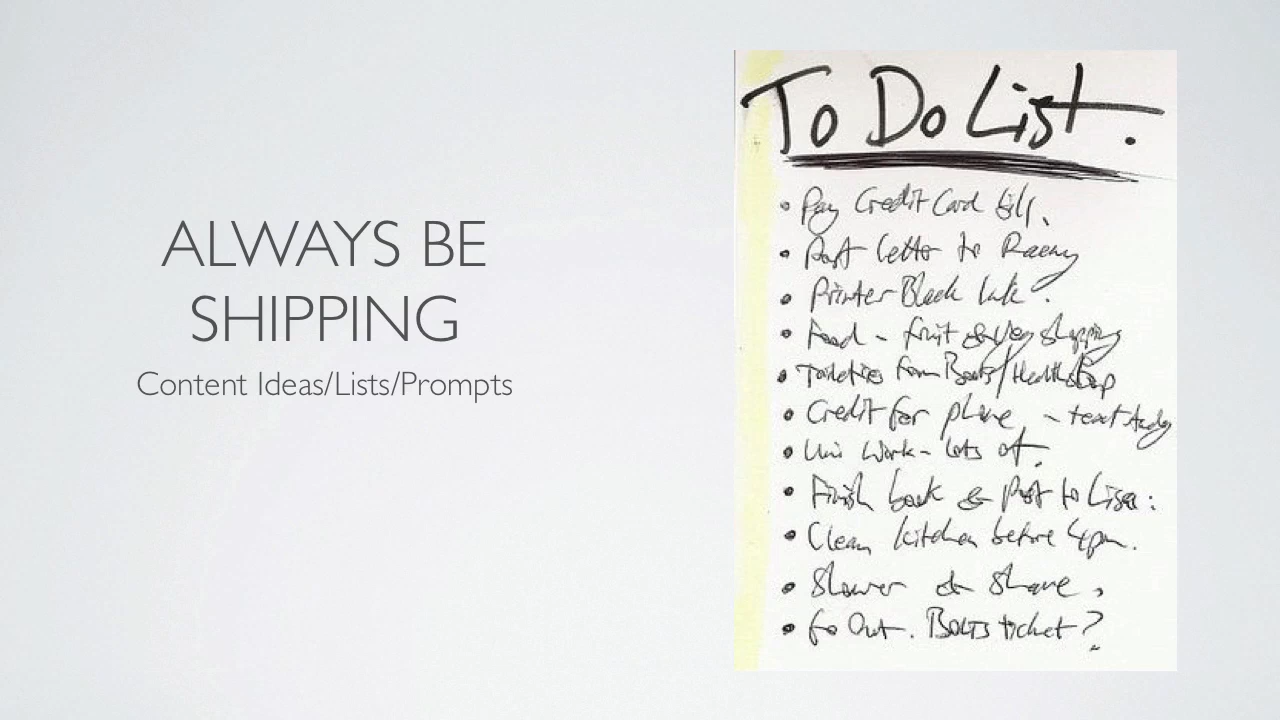 ALWAYS BE
SHIPPING
Content Ideas/Lists/Prompts
To Do List.
• Pay Credit Card bill.
• Post letter to
• Printer Black Ink.
• Food - fruit & veg shopping
• Toiletries from Boots/HealthShop
• Credit for phone - text Andy
• Uni Work - lots of.
• Finish book & post to Lisa:
• Clean kitchen before 4pm.
• Shower & Shave,
• Go Out. ticket?